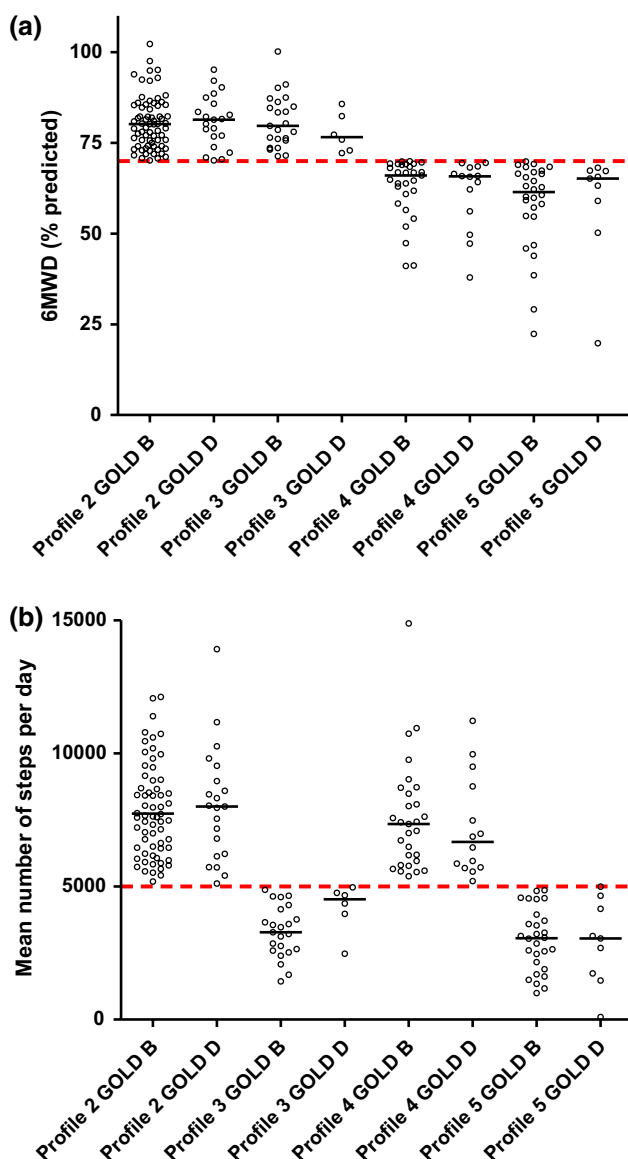 (a)
100
75
50
25
0
6MWD (% predicted)
Profile 2 GOLD B
Profile 2 GOLD D
Profile 3 GOLD B
Profile 3 GOLD D
Profile 4 GOLD B
Profile 4 GOLD D
Profile 5 GOLD B
Profile 5 GOLD D
(b)
15000
10000
5000
0
Mean number of steps per day
Profile 2 GOLD B
Profile 2 GOLD D
Profile 3 GOLD B
Profile 3 GOLD D
Profile 4 GOLD B
Profile 4 GOLD D
Profile 5 GOLD B
Profile 5 GOLD D